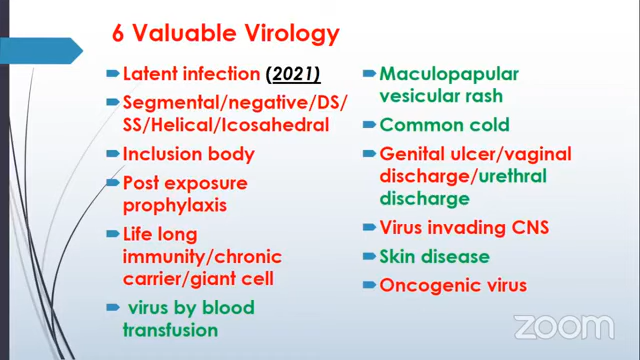 6 Valuable Virology
Latent infection (2021)
Segmental/negative/DS/
SS/Helical/Icosahedral
Inclusion body
Post exposure
prophylaxis
Life long
immunity/chronic
carrier/giant cell
virus by blood
transfusion
Maculopapular
vesicular rash
Common cold
Genital ulcer/vaginal
discharge/urethral
discharge
Virus invading CNS
Skin disease
Oncogenic virus
zoom